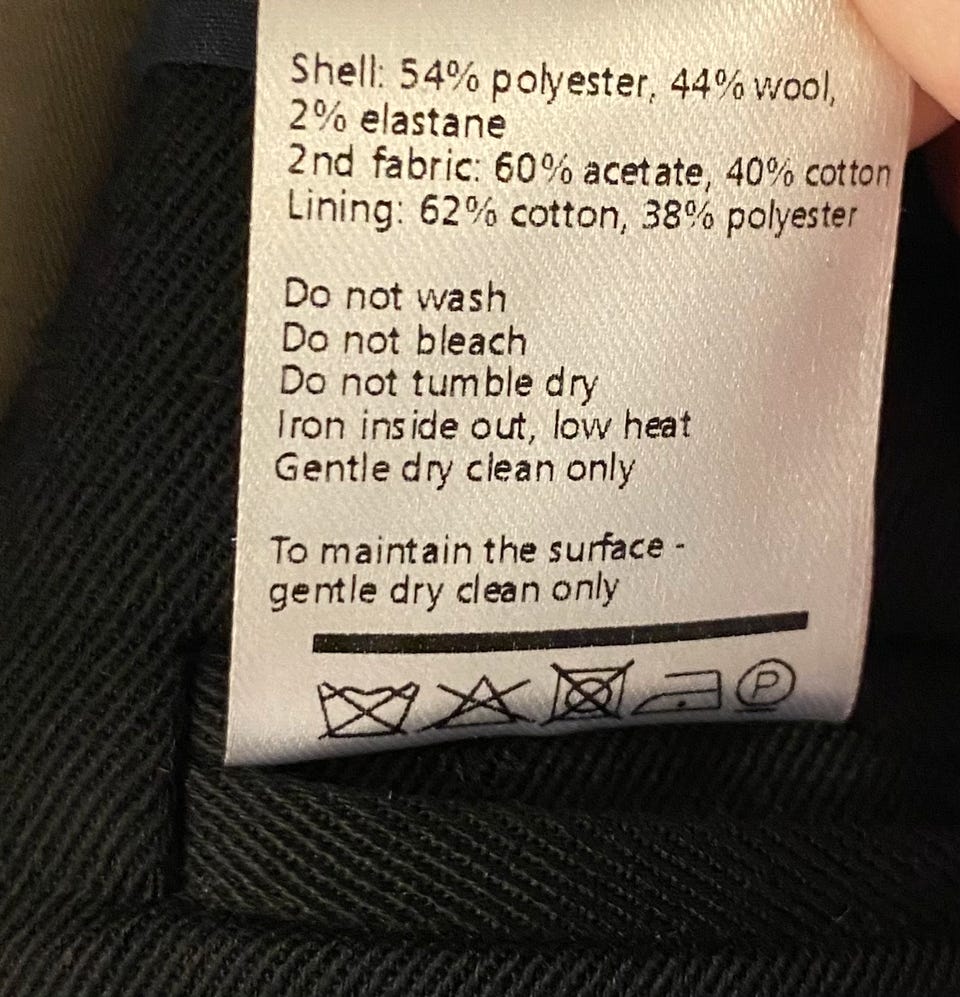 Shell: 54% polyester, 44% wool,
2% elastane
2nd fabric: 60% acetate, 40% cotton
Lining: 62% cotton, 38% polyester
Do not wash
Do not bleach
Do not tumble dry
Iron inside out, low heat
Gentle dry clean only
To maintain the surface -
gentle dry clean only
P